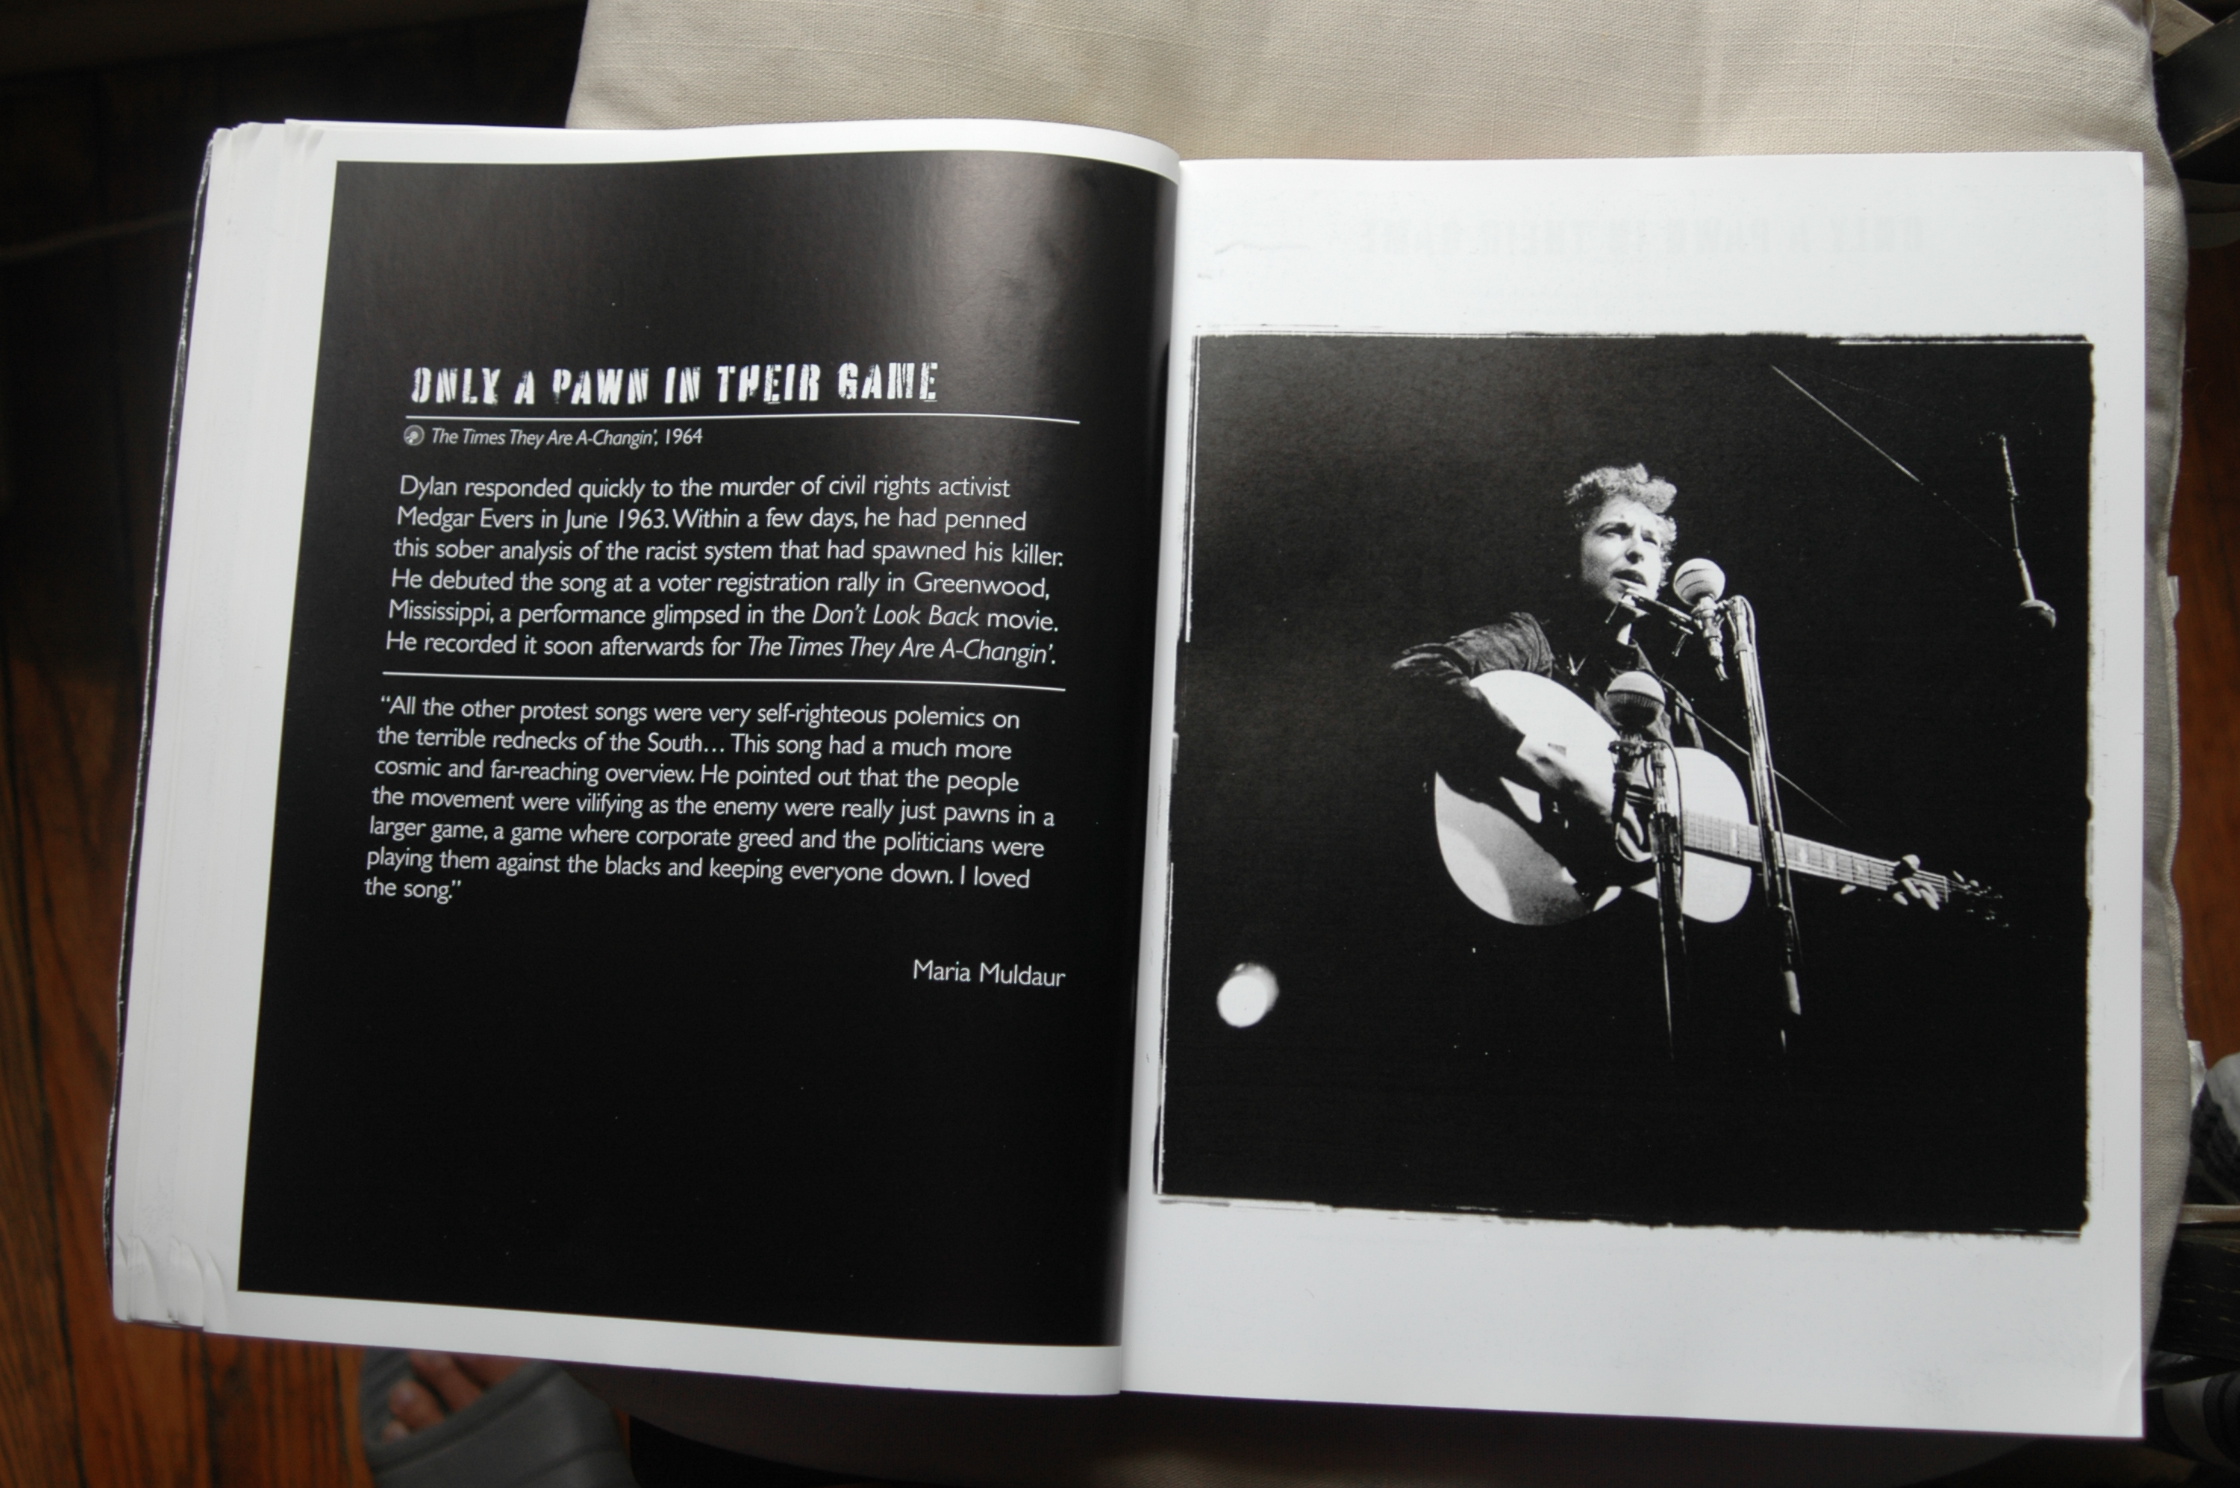 ONLY A PAWN IN THEIR GAME
The Times They Are A-Changin', 1964
Dylan responded quickly to the murder of civil rights activist
Medgar Evers in June 1963. Within a few days, he had penned
this sober analysis of the racist system that had spawned his killer.
He debuted the song at a voter registration rally in Greenwood,
Mississippi, a performance glimpsed in the Don't Look Back movie.
He recorded it soon afterwards for The Times They Are A-Changin'.
“All the other protest songs were very self-righteous polemics on
the terrible rednecks of the South... This song had a much more
cosmic and far-reaching overview. He pointed out that the people
the movement were vilifying as the enemy were really just pawns in a
larger game, a game where corporate greed and the politicians were
playing them against the blacks and keeping everyone down. I loved
the song.”
Maria Muldaur
ONLY A PAWN IN THEIR GAME